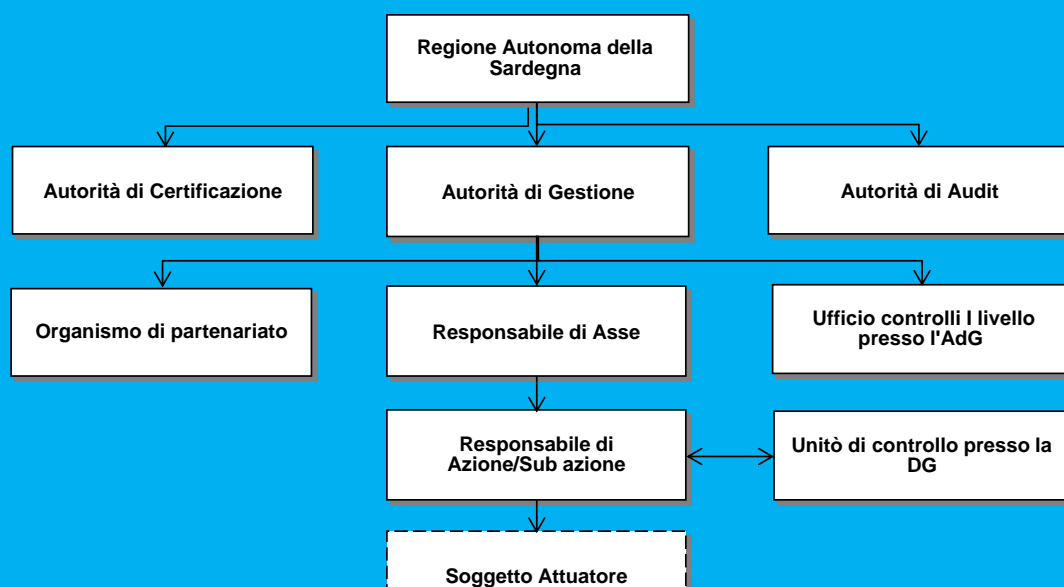 Regione Autonoma della
Sardegna
Autorità di Certificazione
Autorità di Gestione
Autorità di Audit
Organismo di partenariato
Responsabile di Asse
Ufficio controlli I livello
presso l'AdG
Responsabile di
Azione/Sub azione
Unitò di controllo presso la
DG
Soggetto Attuatore